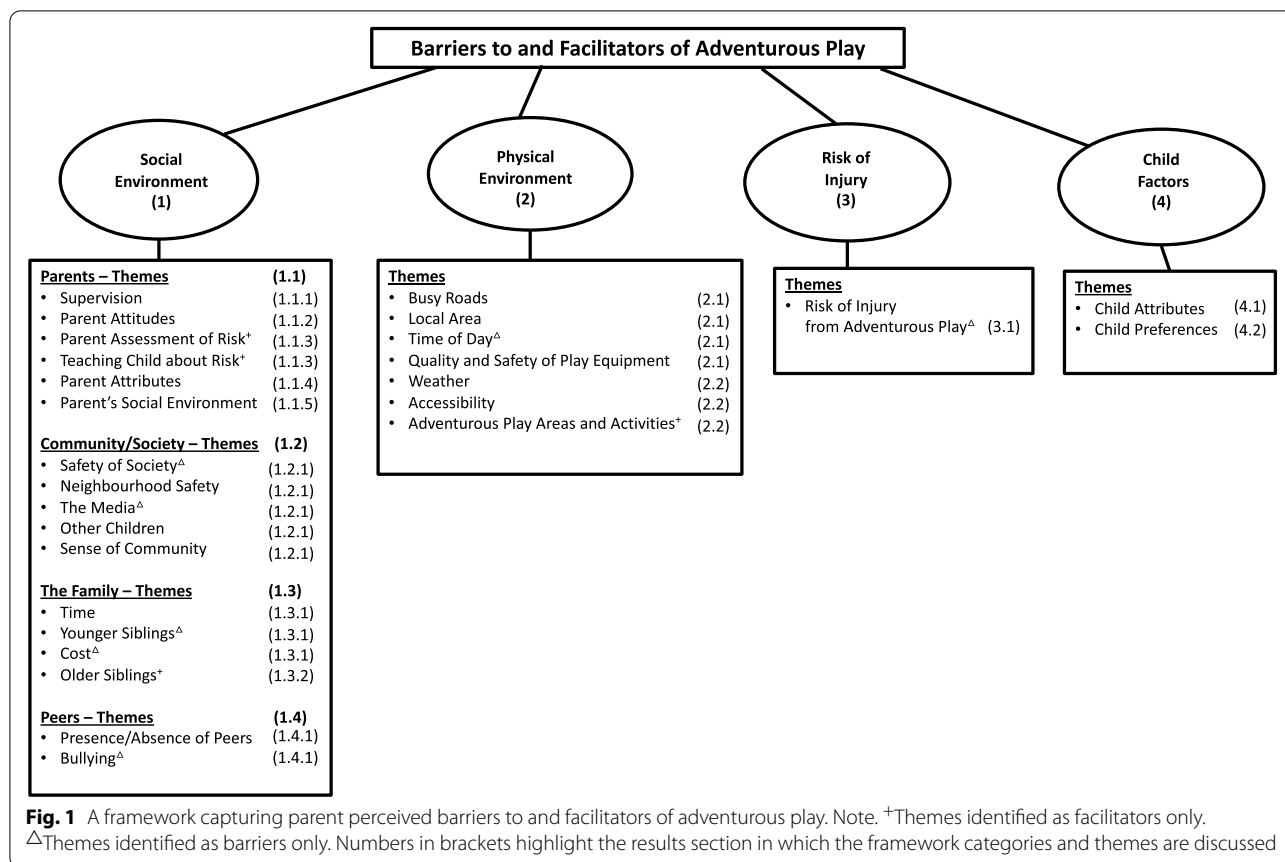 Barriers to and Facilitators of Adventurous Play
Social
Environment
(1)
Physical
Environment
(2)
Risk of
Injury
(3)
Child
Factors
(4)
Parents – Themes (1.1)
• Supervision (1.1.1)
• Parent Attitudes (1.1.2)
• Parent Assessment of Risk⁺ (1.1.3)
• Teaching Child about Risk⁺ (1.1.3)
• Parent Attributes (1.1.4)
• Parent's Social Environment (1.1.5)
Community/Society – Themes (1.2)
• Safety of Society△ (1.2.1)
• Neighbourhood Safety (1.2.1)
• The Media△ (1.2.1)
• Other Children (1.2.1)
• Sense of Community (1.2.1)
The Family – Themes (1.3)
• Time (1.3.1)
• Younger Siblings△ (1.3.1)
• Cost△ (1.3.1)
• Older Siblings⁺ (1.3.2)
Peers – Themes (1.4)
• Presence/Absence of Peers (1.4.1)
• Bullying△ (1.4.1)
Themes
• Busy Roads (2.1)
• Local Area (2.1)
• Time of Day△ (2.1)
• Quality and Safety of Play Equipment (2.1)
• Weather (2.2)
• Accessibility (2.2)
• Adventurous Play Areas and Activities⁺ (2.2)
Themes
• Risk of Injury
from Adventurous Play△ (3.1)
Themes
• Child Attributes (4.1)
• Child Preferences (4.2)
Fig. 1 A framework capturing parent perceived barriers to and facilitators of adventurous play. Note. ⁺Themes identified as facilitators only.
△Themes identified as barriers only. Numbers in brackets highlight the results section in which the framework categories and themes are discussed